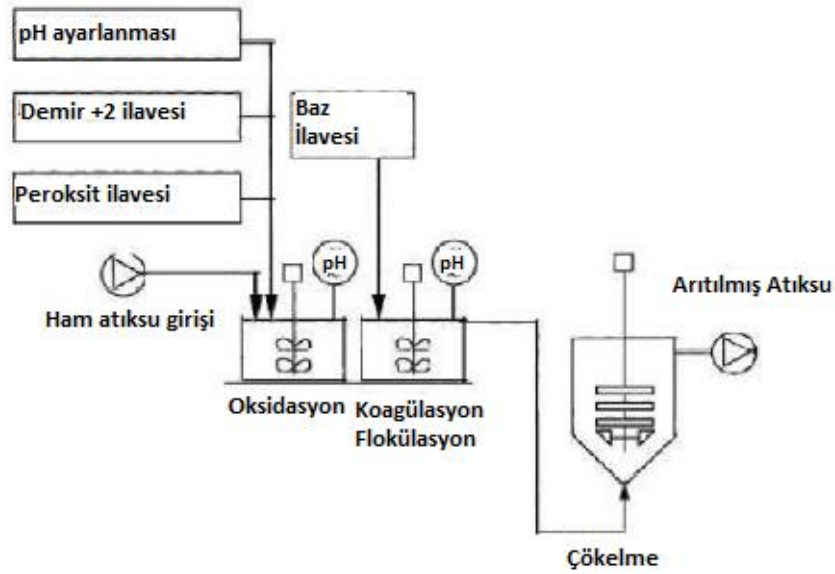 pH ayarlanması
Demir +2 ilavesi
Peroksit ilavesi
Baz
İlavesi
pH
pH
Ham atıksu girişi
Arıtılmış Atıksu
Oksidasyon
Koagülasyon
Flokülasyon
Çökelme